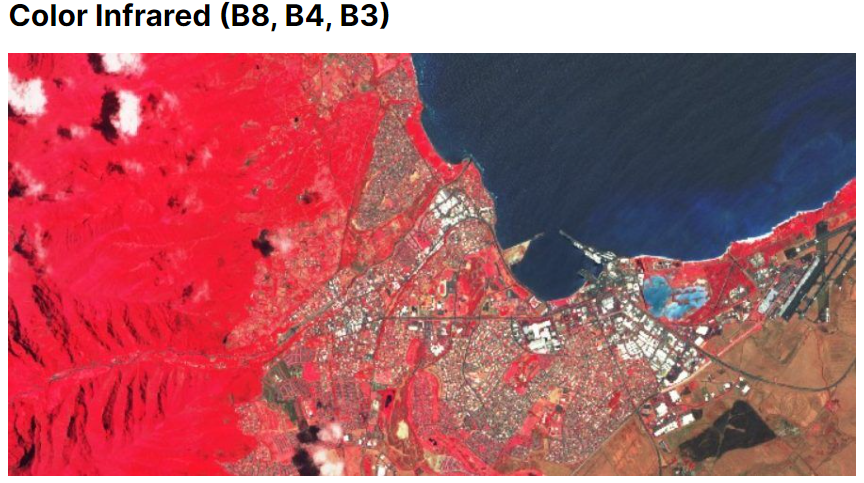 Color Infrared (B8, B4, B3)